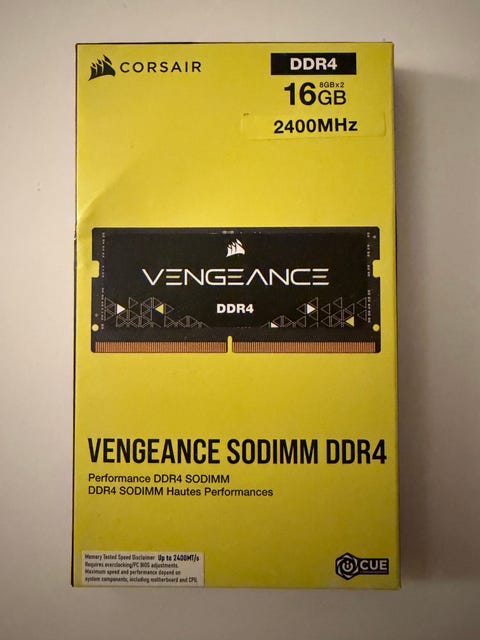 CORSAIR
DDR4
16GB 8GBx2
2400MHz
VENGEANCE
DDR4
VENGEANCE SODIMM DDR4
Performance DDR4 SODIMM
DDR4 SODIMM Hautes Performances
Memory Tested Speed Disclaimer Up to 2400MT/s
Requires overclocking/PC BIOS adjustments.
Maximum speed and performance depend on
system components, including motherboard and CPU.
iCUE